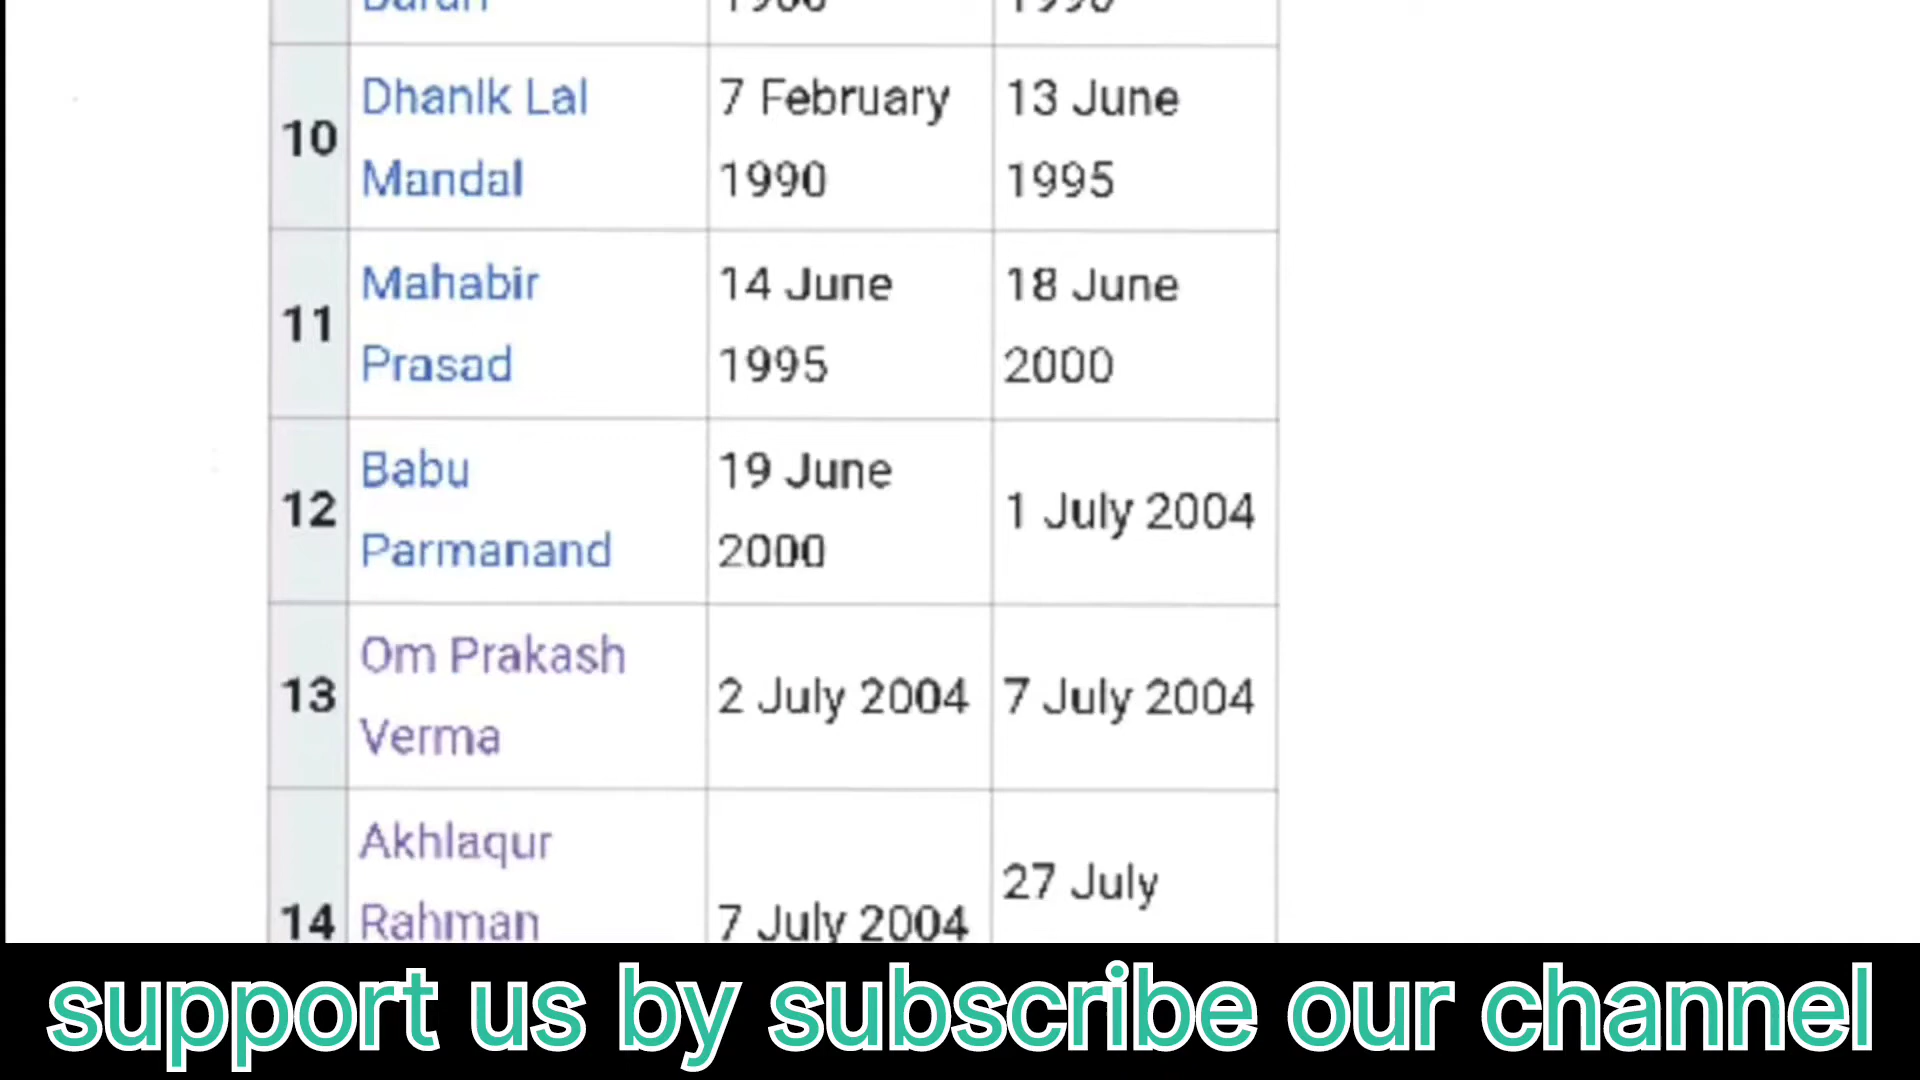 10 Dhanik Lal Mandal 7 February 1990 13 June 1995
11 Mahabir Prasad 14 June 1995 18 June 2000
12 Babu Parmanand 19 June 2000 1 July 2004
13 Om Prakash Verma 2 July 2004 7 July 2004
14 Akhlaqur Rahman 7 July 2004 27 July
support us by subscribe our channel